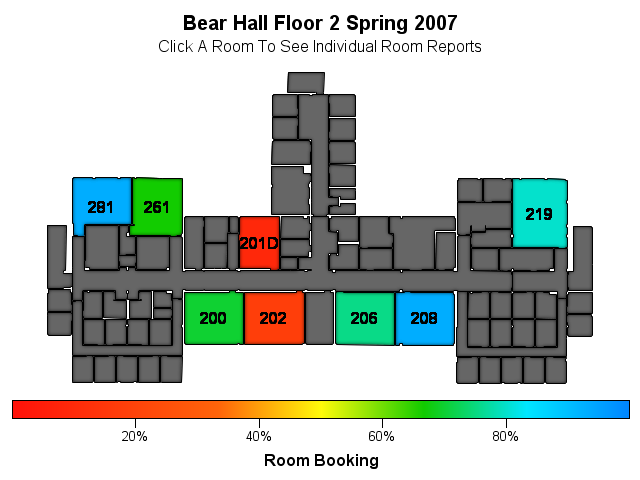 Bear Hall Floor 2 Spring 2007
Click A Room To See Individual Room Reports
281
261
201D
219
200
202
206
208
20%
40%
60%
80%
Room Booking